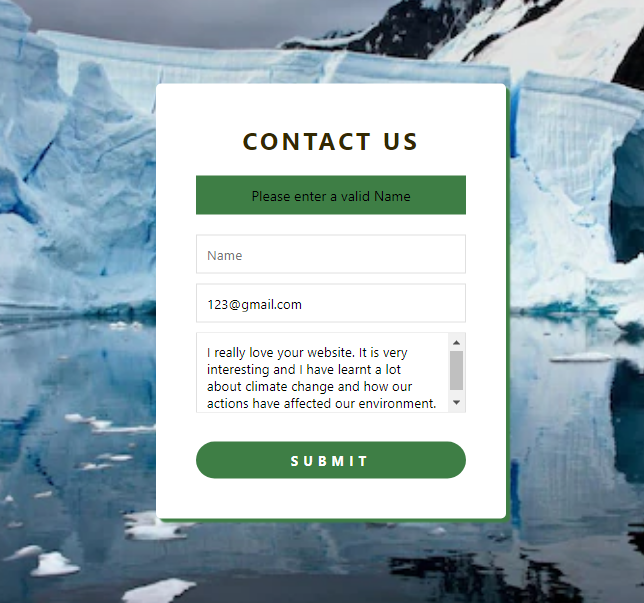 CONTACT US
Please enter a valid Name
Name
123@gmail.com
I really love your website. It is very
interesting and I have learnt a lot
about climate change and how our
actions have affected our environment.
SUBMIT